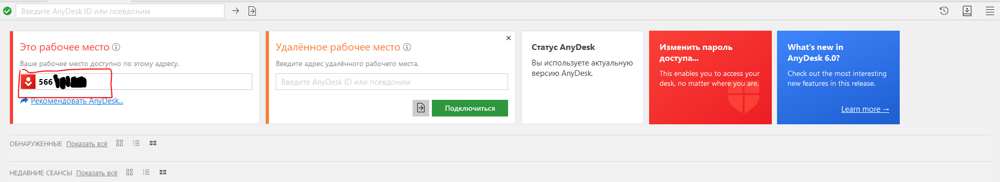 Введите AnyDesk ID или псевдоним
Это рабочее место
Ваше рабочее место доступно по этому адресу.
566
Рекомендовать AnyDesk...
Удалённое рабочее место
Введите адрес удалённого рабочего места.
Введите AnyDesk ID или псевдоним
Подключиться
Статус AnyDesk
Вы используете актуальную
версию AnyDesk.
Изменить пароль
доступа...
This enables you to access your
desk, no matter where you are.
What's new in
AnyDesk 6.0?
Check out the most interesting
new features in this release.
Learn more →
ОБНАРУЖЕННЫЕ Показать всё
НЕДАВНИЕ СЕАНСЫ Показать всё